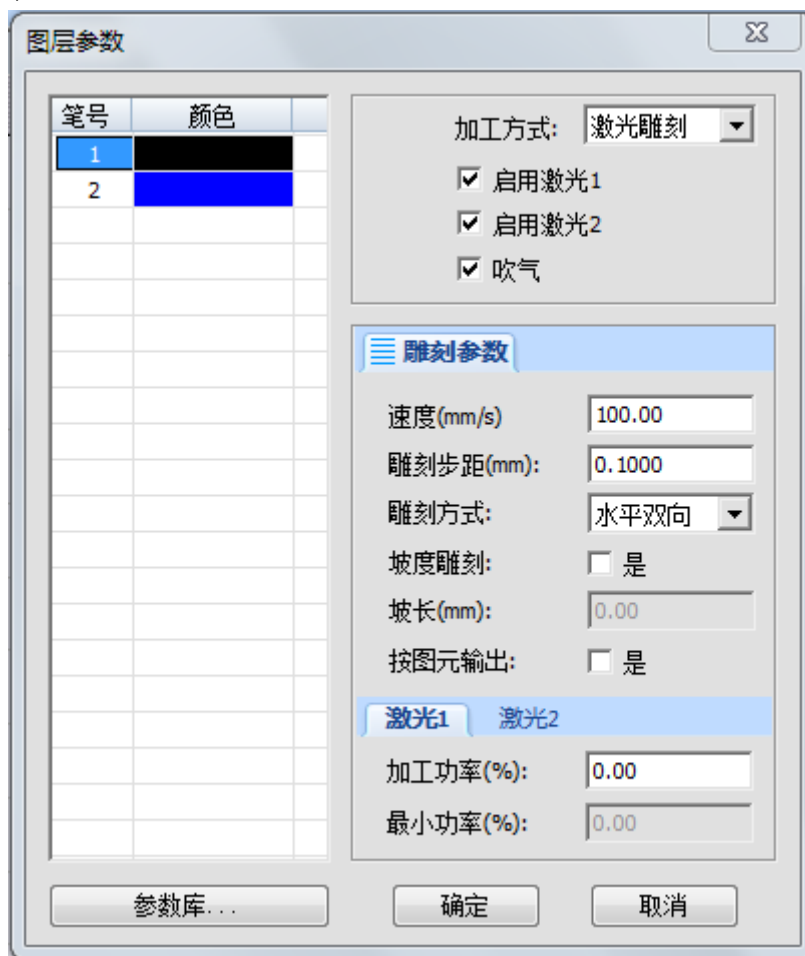 图层参数
笔号 颜色
1
2
加工方式: 激光雕刻
启用激光1
启用激光2
吹气
雕刻参数
速度(mm/s) 100.00
雕刻步距(mm): 0.1000
雕刻方式: 水平双向
坡度雕刻: 是
坡长(mm): 0.00
按图元输出: 是
激光1 激光2
加工功率(%): 0.00
最小功率(%): 0.00
参数库... 确定 取消